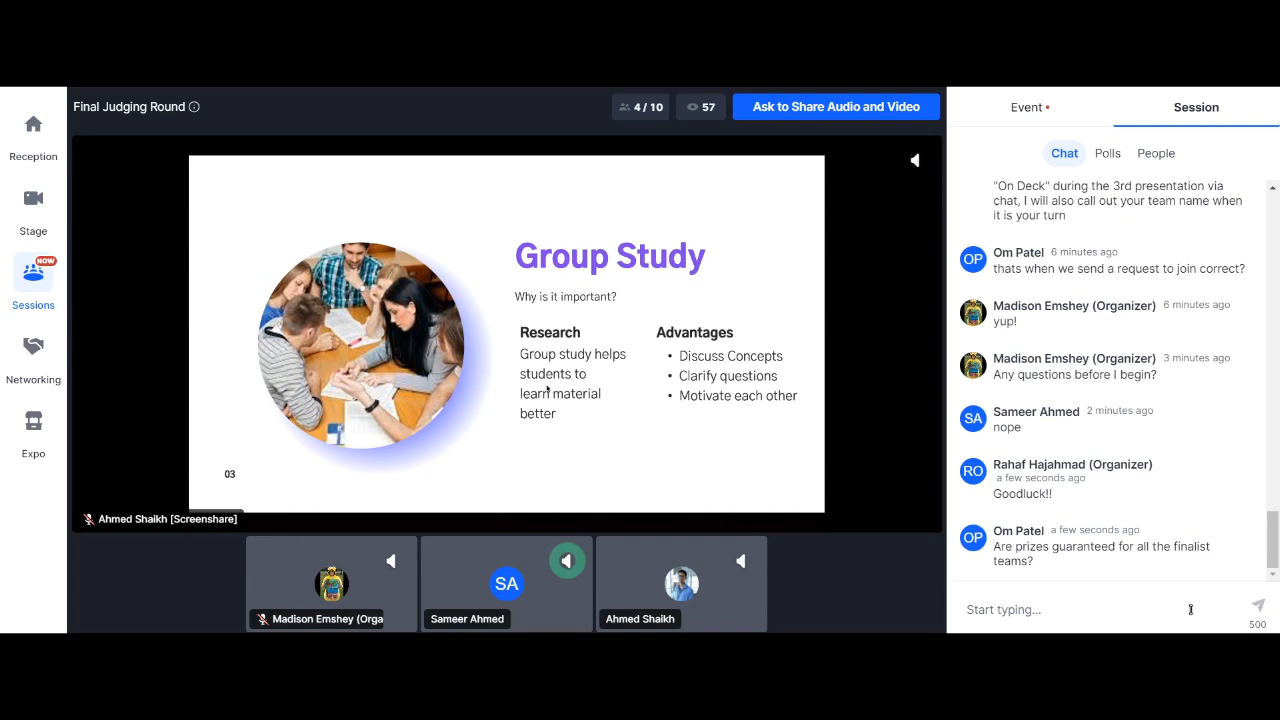 Final Judging Round
4 / 10
57
Ask to Share Audio and Video
Event
Session
Reception
Stage
NOW
Sessions
Networking
Expo
Group Study
Why is it important?
Research
Group study helps
students to
learn material
better
Advantages
• Discuss Concepts
• Clarify questions
• Motivate each other
03
Ahmed Shaikh [Screenshare]
Madison Emshey (Orga
SA
Sameer Ahmed
Ahmed Shaikh
Chat
Polls
People
"On Deck" during the 3rd presentation via
chat, I will also call out your team name when
it is your turn
OP
Om Patel 6 minutes ago
thats when we send a request to join correct?
Madison Emshey (Organizer) 6 minutes ago
yup!
Madison Emshey (Organizer) 3 minutes ago
Any questions before I begin?
SA
Sameer Ahmed 2 minutes ago
nope
RO
Rahaf Hajahmad (Organizer)
a few seconds ago
Goodluck!!
OP
Om Patel a few seconds ago
Are prizes guaranteed for all the finalist
teams?
Start typing...
500